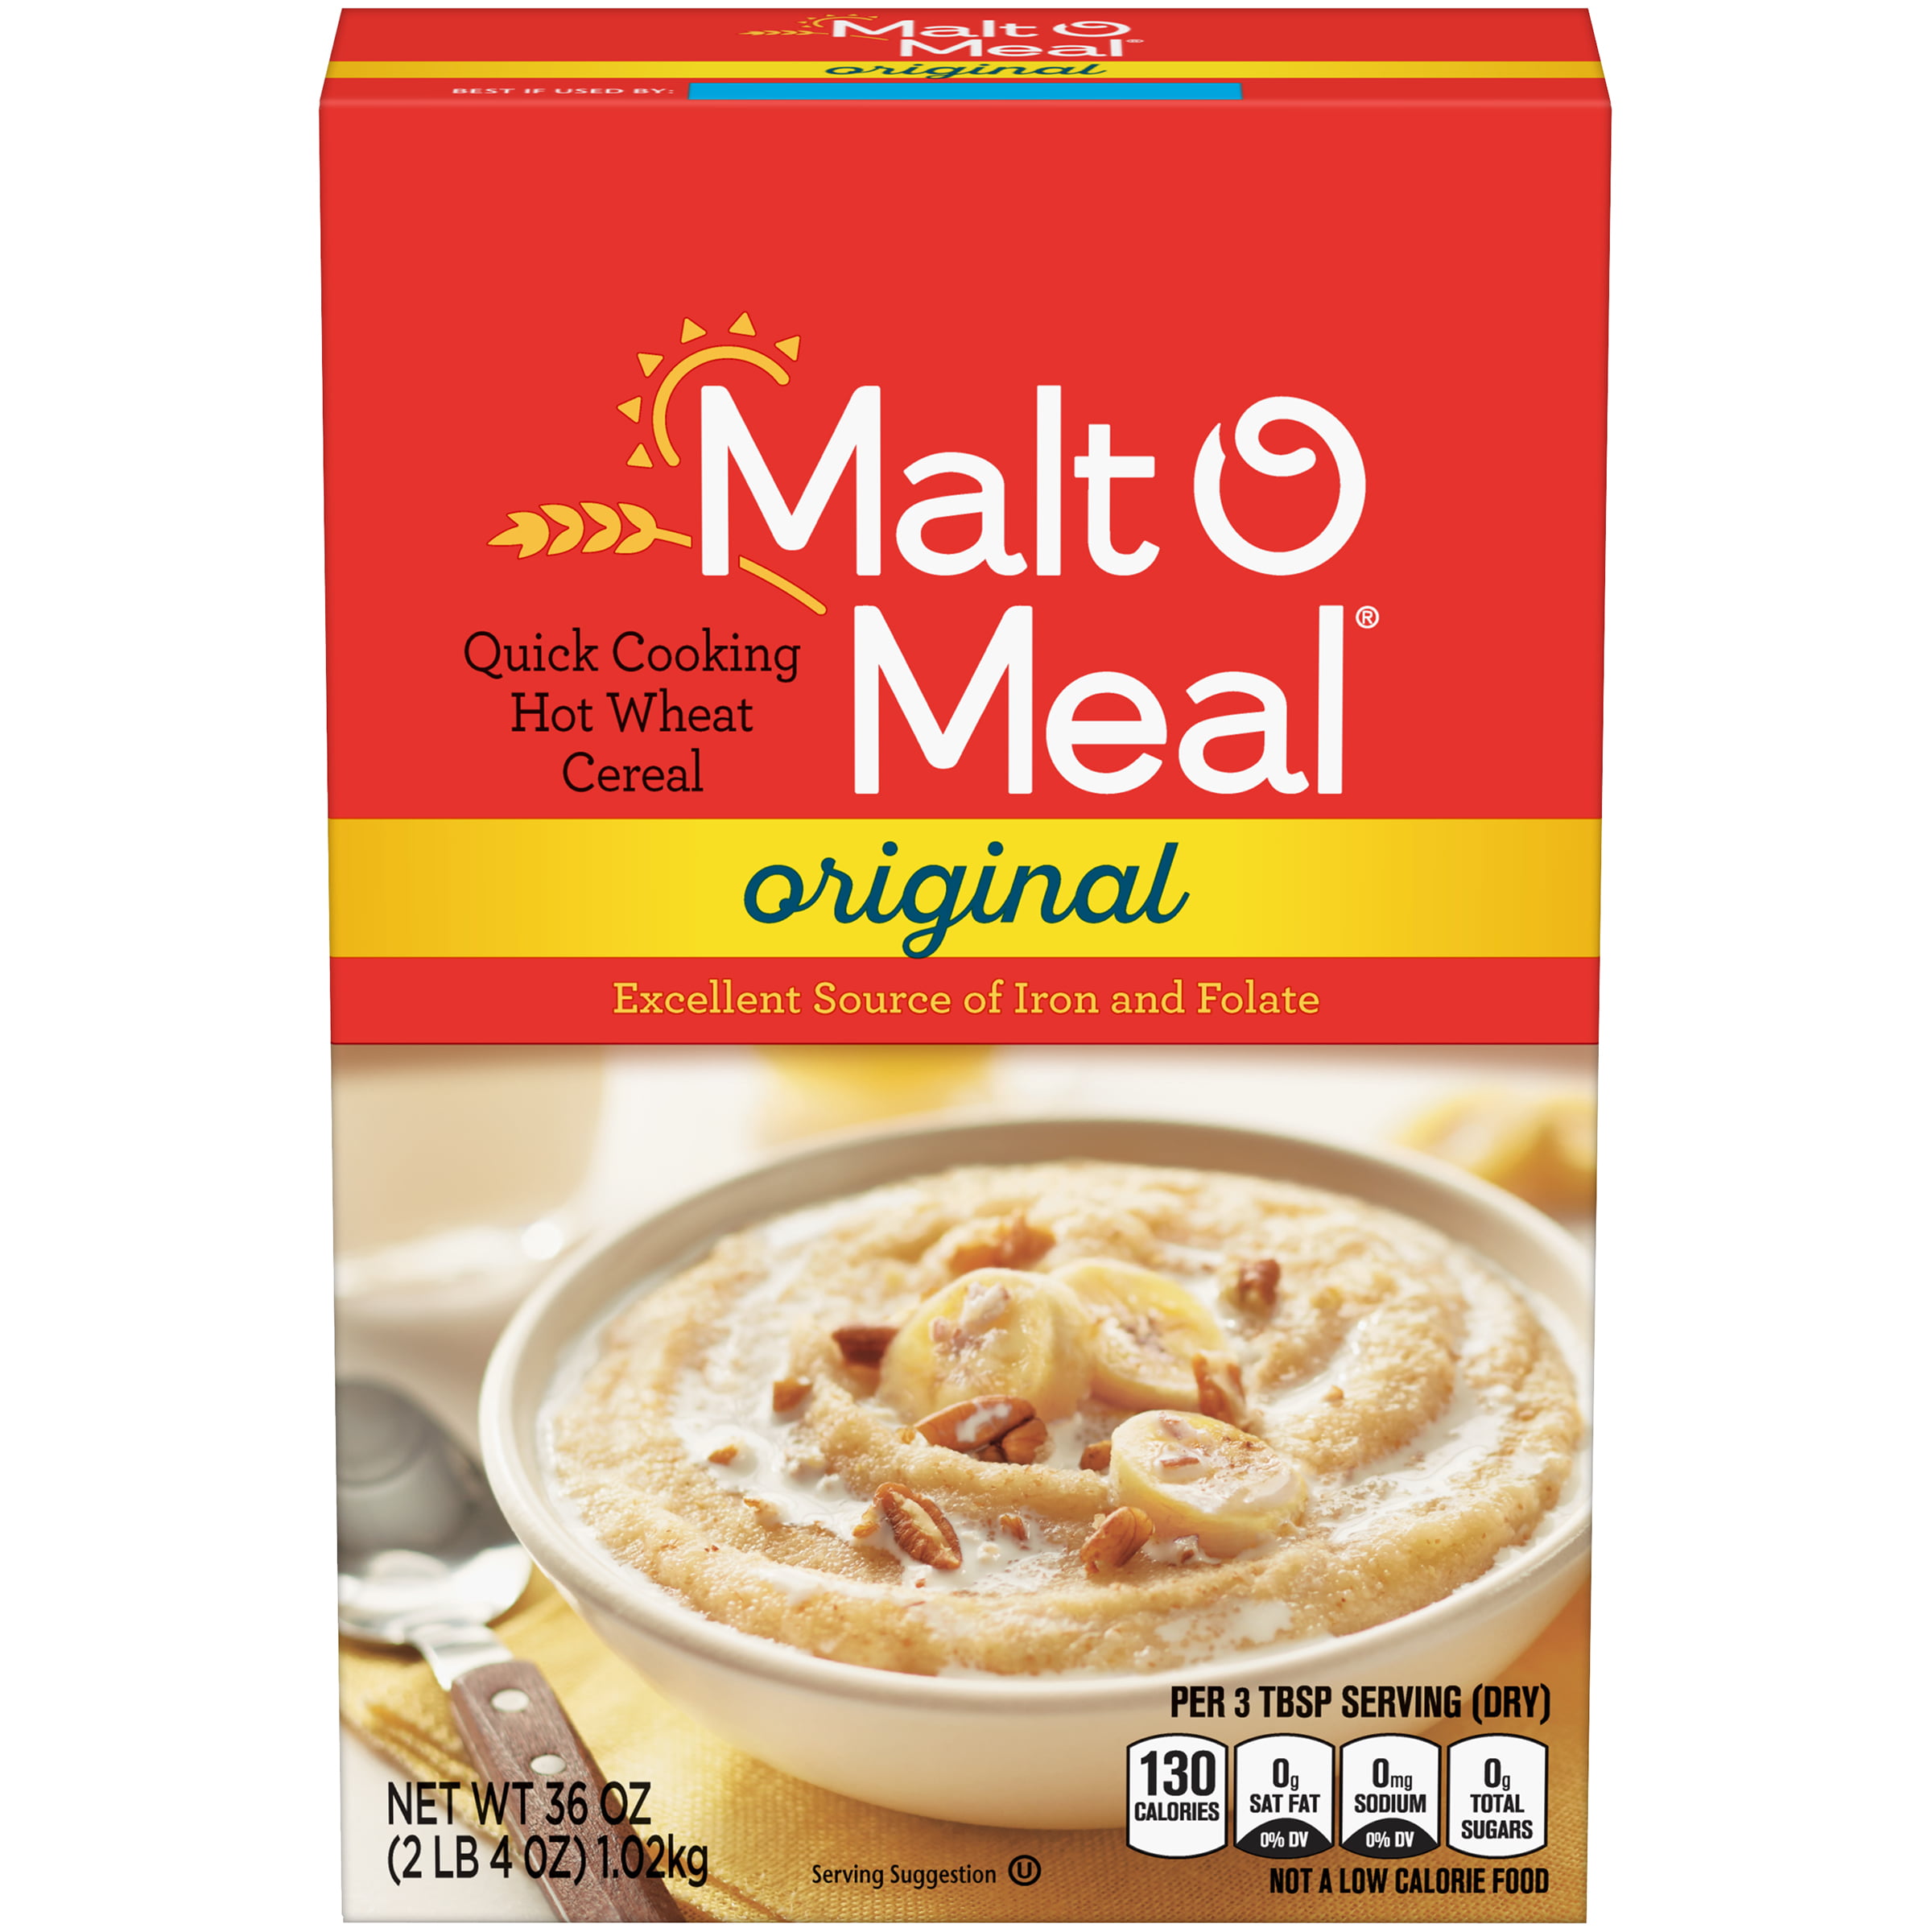 Malt O
Meal®
original
BEST IF USED BY:
Malt O
Meal®
Quick Cooking
Hot Wheat
Cereal
original
Excellent Source of Iron and Folate
PER 3 TBSP SERVING (DRY)
130
CALORIES
0g
SAT FAT
0% DV
0mg
SODIUM
0% DV
0g
TOTAL
SUGARS
NOT A LOW CALORIE FOOD
NET WT 36 OZ
(2 LB 4 OZ) 1.02kg
Serving Suggestion U